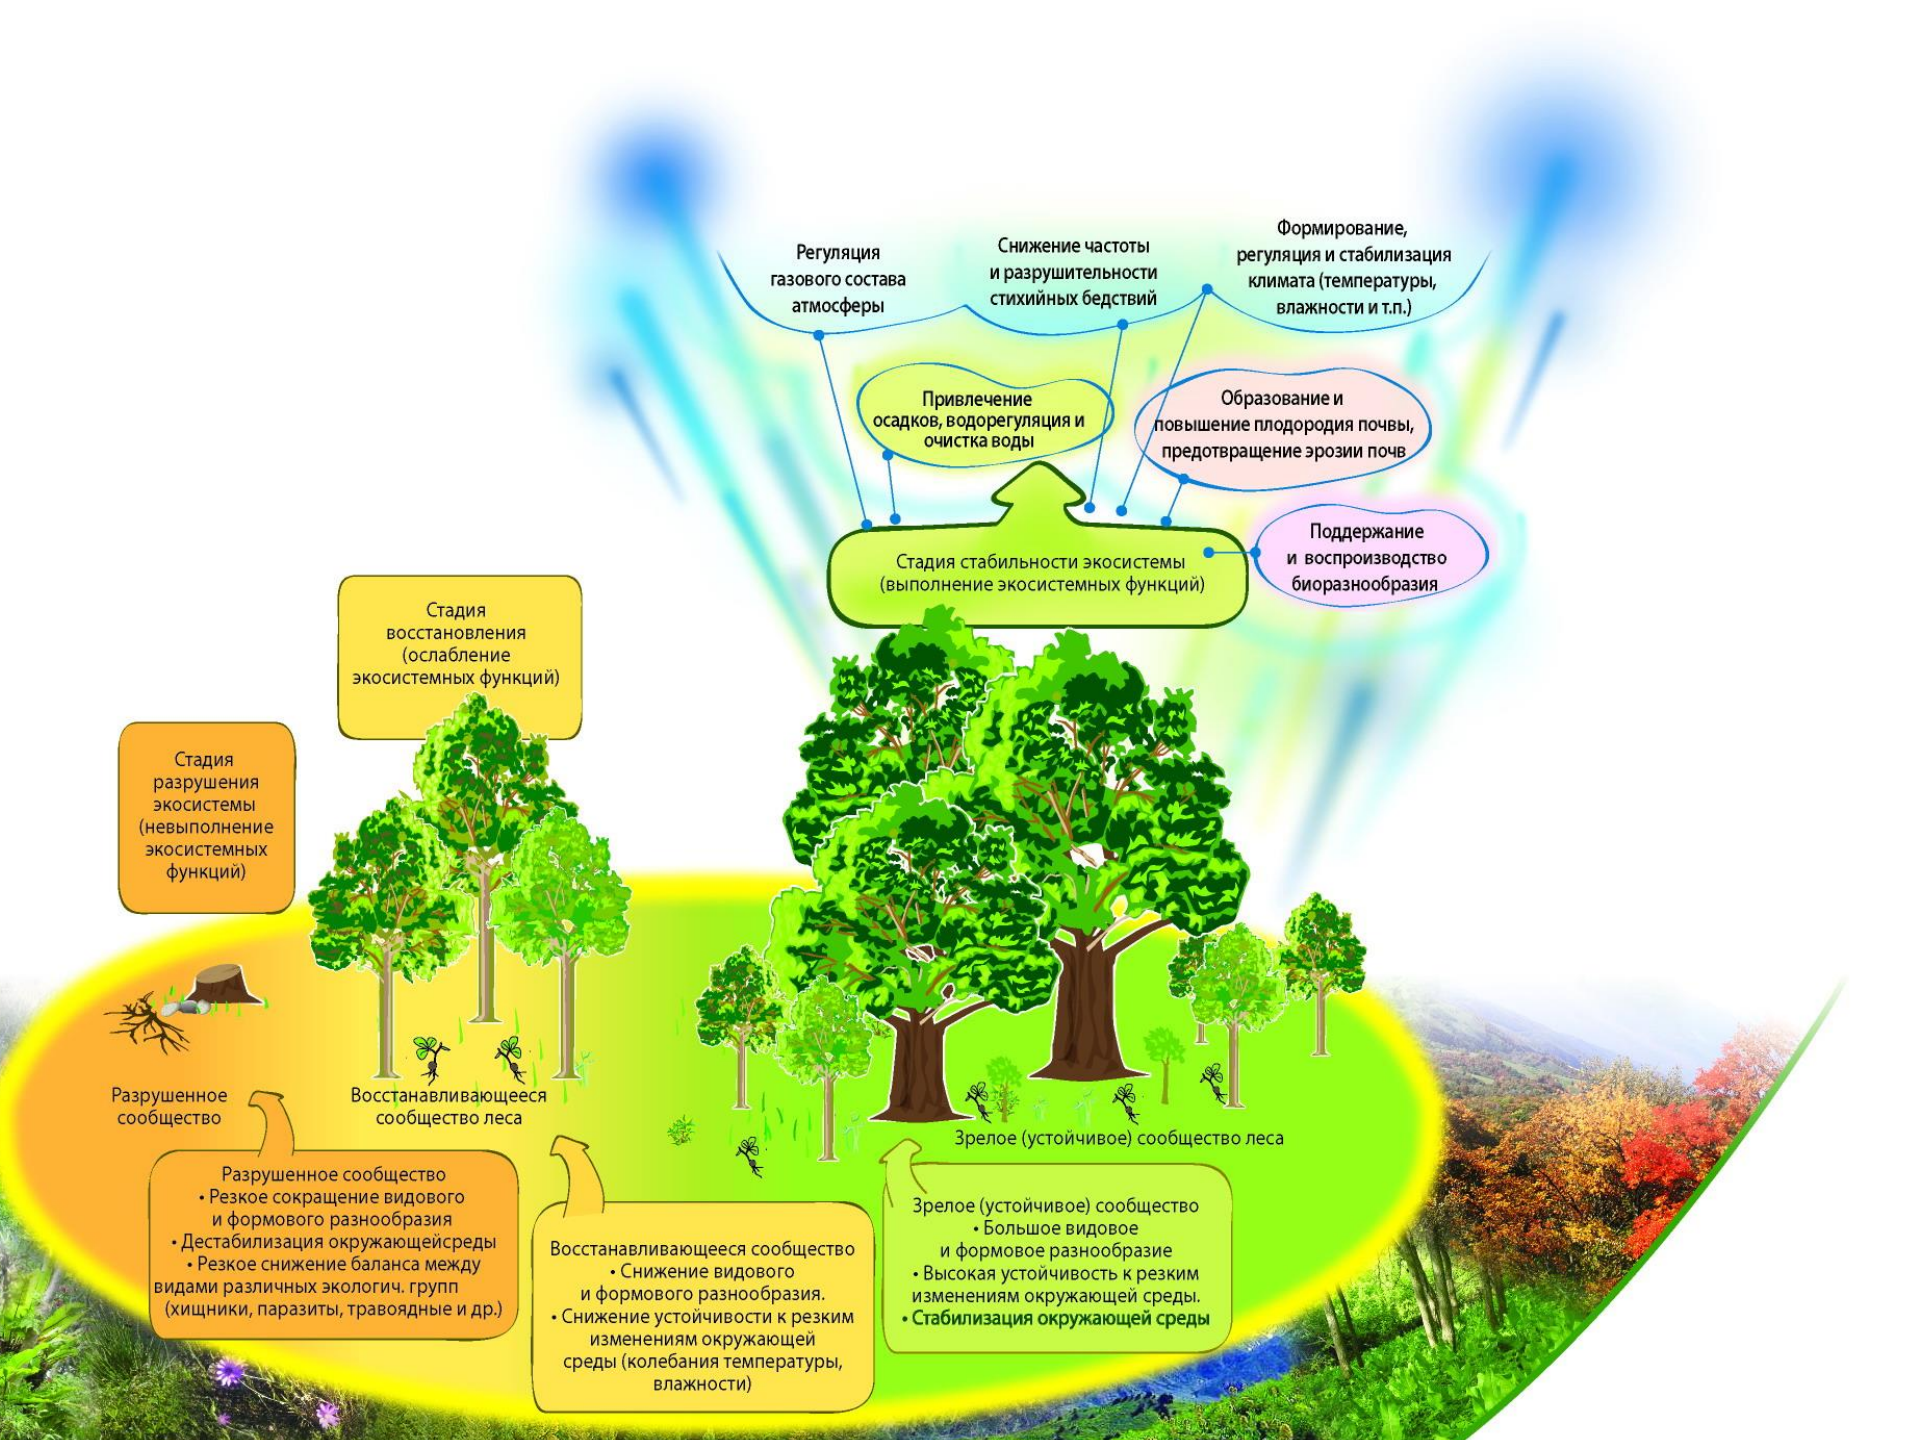 Регуляция
газового состава
атмосферы
Снижение частоты
и разрушительности
стихийных бедствий
Формирование,
регуляция и стабилизация
климата (температуры,
влажности и т.п.)
Привлечение
осадков, водорегуляция и
очистка воды
Образование и
повышение плодородия почвы,
предотвращение эрозии почв
Поддержание
и воспроизводство
биоразнообразия
Стадия стабильности экосистемы
(выполнение экосистемных функций)
Стадия
восстановления
(ослабление
экосистемных функций)
Стадия
разрушения
экосистемы
(невыполнение
экосистемных
функций)
Разрушенное
сообщество
Восстанавливающееся
сообщество леса
Зрелое (устойчивое) сообщество леса
Разрушенное сообщество
• Резкое сокращение видового
и формового разнообразия
• Дестабилизация окружающейсреды
• Резкое снижение баланса между
видами различных экологич. групп
(хищники, паразиты, травоядные и др.)
Восстанавливающееся сообщество
• Снижение видового
и формового разнообразия.
• Снижение устойчивости к резким
изменениям окружающей
среды (колебания температуры,
влажности)
Зрелое (устойчивое) сообщество
• Большое видовое
и формовое разнообразие
• Высокая устойчивость к резким
изменениям окружающей среды.
• Стабилизация окружающей среды